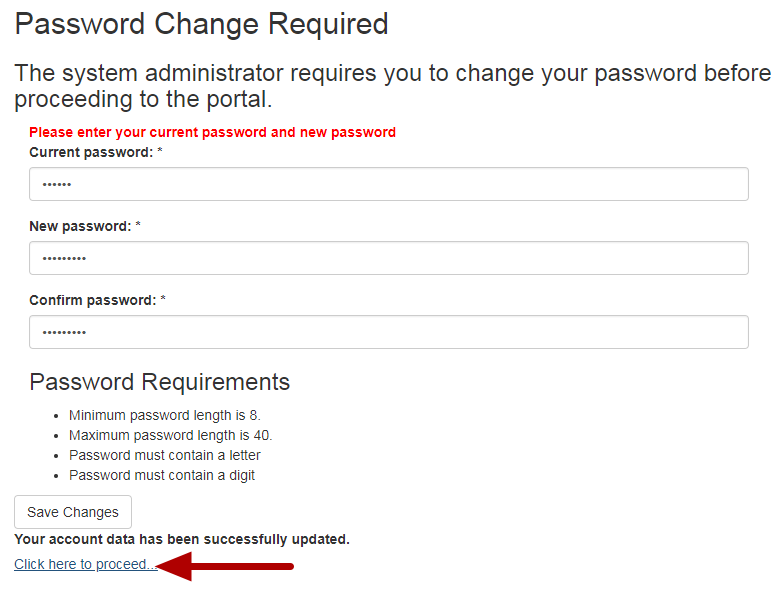 Password Change Required
The system administrator requires you to change your password before
proceeding to the portal.
Please enter your current password and new password
Current password: *
••••••
New password: *
•••••••••
Confirm password: *
•••••••••
Password Requirements
• Minimum password length is 8.
• Maximum password length is 40.
• Password must contain a letter
• Password must contain a digit
Save Changes
Your account data has been successfully updated.
Click here to proceed...